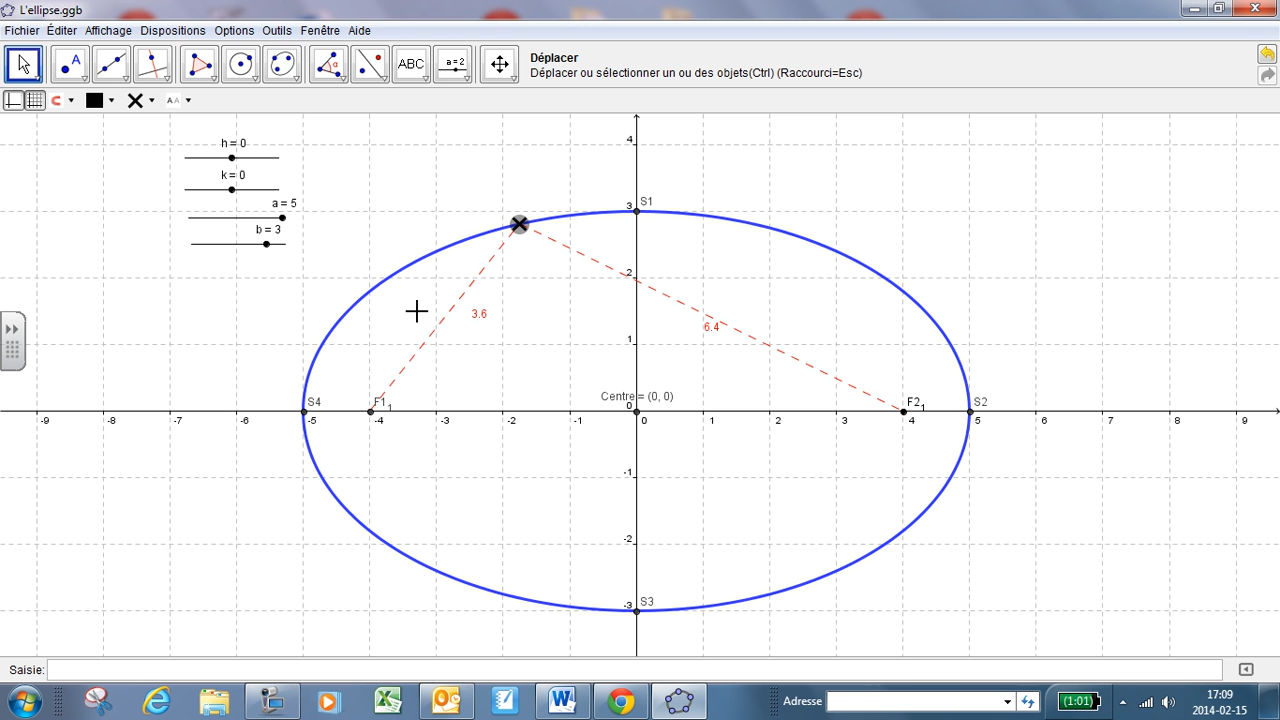 L'ellipse.ggb
Fichier Éditer Affichage Dispositions Options Outils Fenêtre Aide
A
α
ABC
a=2
Déplacer
Déplacer ou sélectionner un ou des objets(Ctrl) (Raccourci=Esc)
A A
h = 0
k = 0
a = 5
b = 3
4
3
S1
2
3.6
6.4
1
Centre = (0, 0)
0
S4
F1₁
F2₁
S2
-9 -8 -7 -6 -5 -4 -3 -2 -1 0 1 2 3 4 5 6 7 8 9
-1
-2
-3
S3
Saisie:
Adresse
(1:01)
17:09
2014-02-15